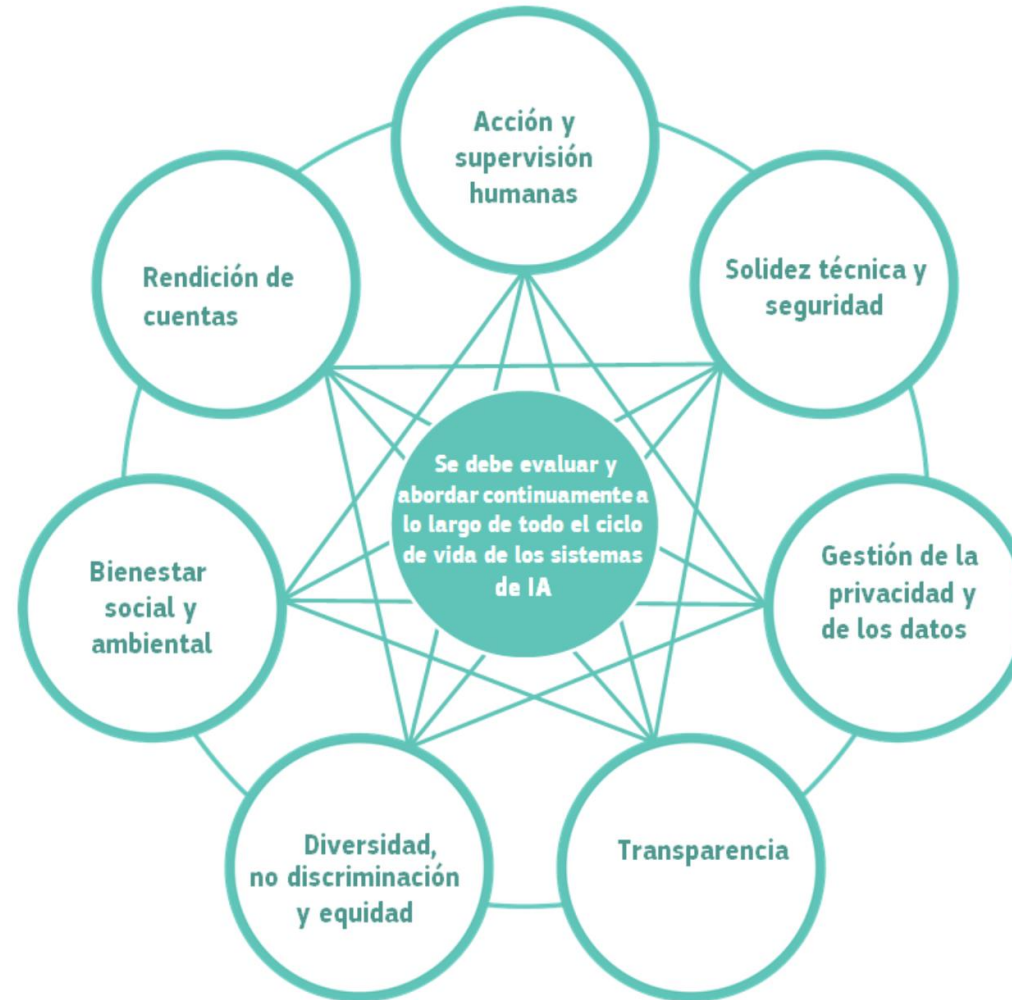 Acción y
supervisión
humanas
Solidez técnica y
seguridad
Gestión de la
privacidad y
de los datos
Transparencia
Diversidad,
no discriminación
y equidad
Bienestar
social y
ambiental
Rendición de
cuentas
Se debe evaluar y
abordar continuamente a
lo largo de todo el ciclo
de vida de los sistemas
de IA